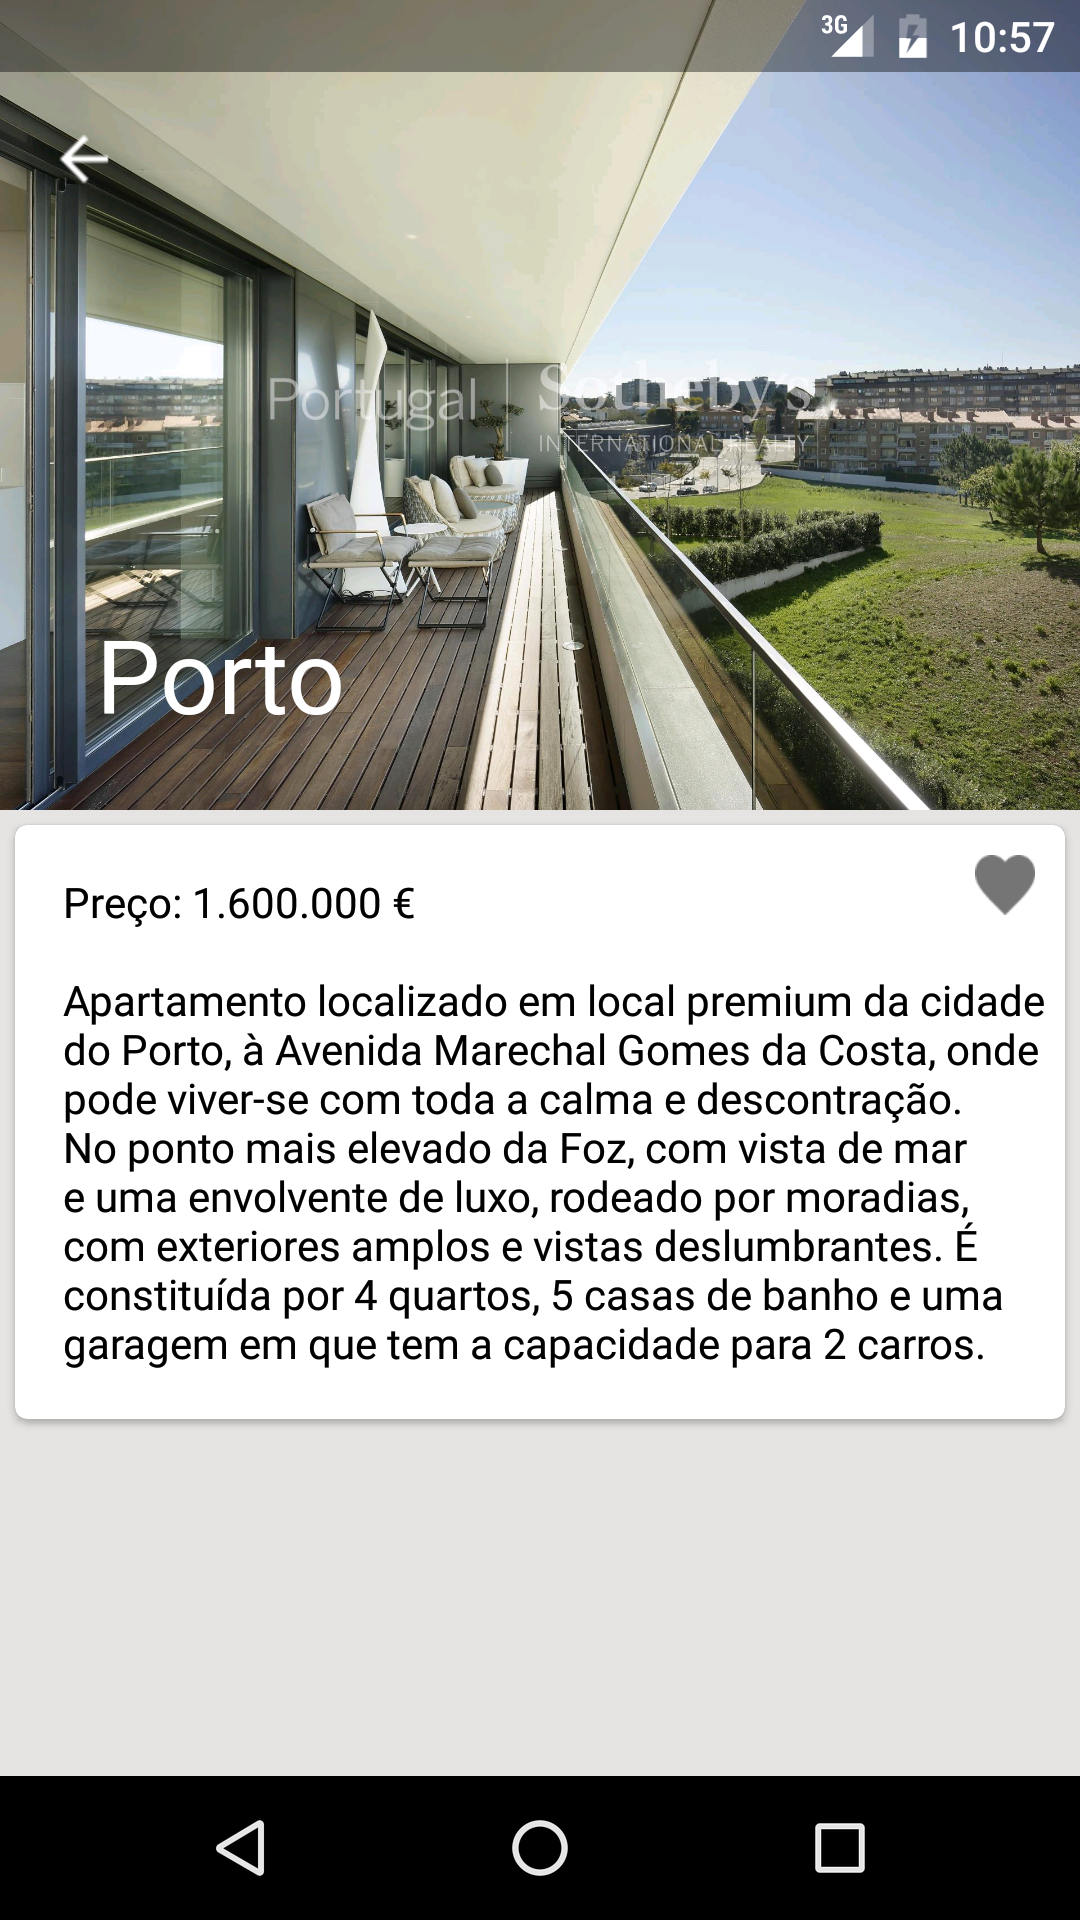 3G 10:57
Portugal Sotheby's
INTERNATIONAL REALTY
Porto
Preço: 1.600.000 €
Apartamento localizado em local premium da cidade
do Porto, à Avenida Marechal Gomes da Costa, onde
pode viver-se com toda a calma e descontração.
No ponto mais elevado da Foz, com vista de mar
e uma envolvente de luxo, rodeado por moradias,
com exteriores amplos e vistas deslumbrantes. É
constituída por 4 quartos, 5 casas de banho e uma
garagem em que tem a capacidade para 2 carros.